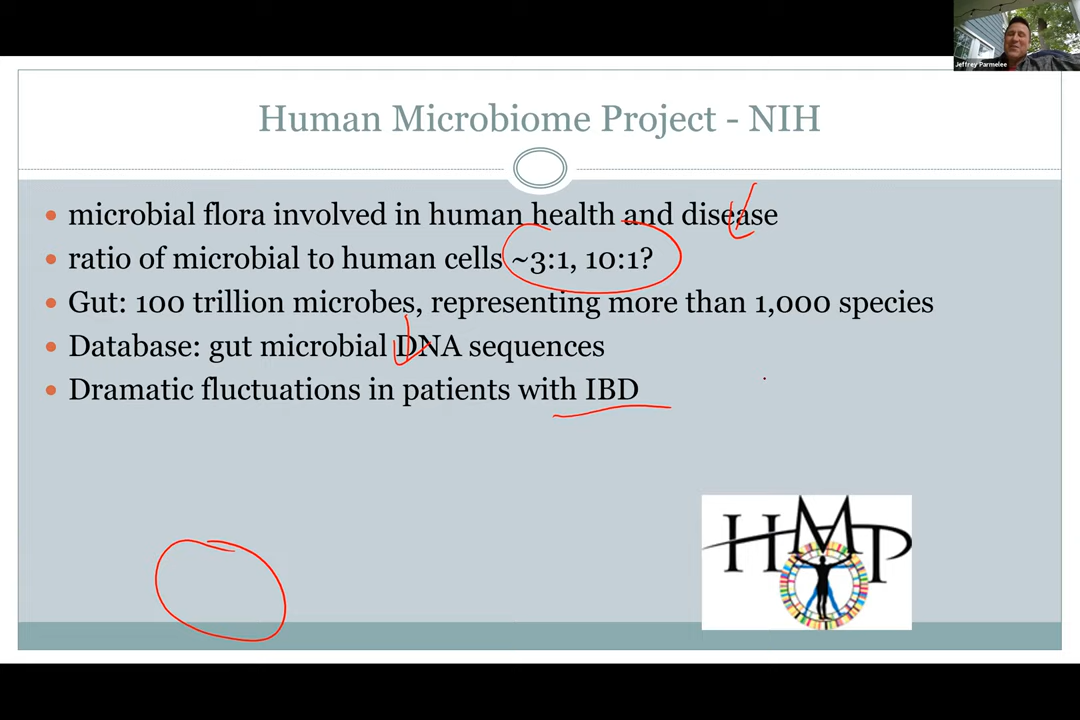 Jeffrey Parmelee
Human Microbiome Project - NIH
• microbial flora involved in human health and disease
• ratio of microbial to human cells ~3:1, 10:1?
• Gut: 100 trillion microbes, representing more than 1,000 species
• Database: gut microbial DNA sequences
• Dramatic fluctuations in patients with IBD
HMP